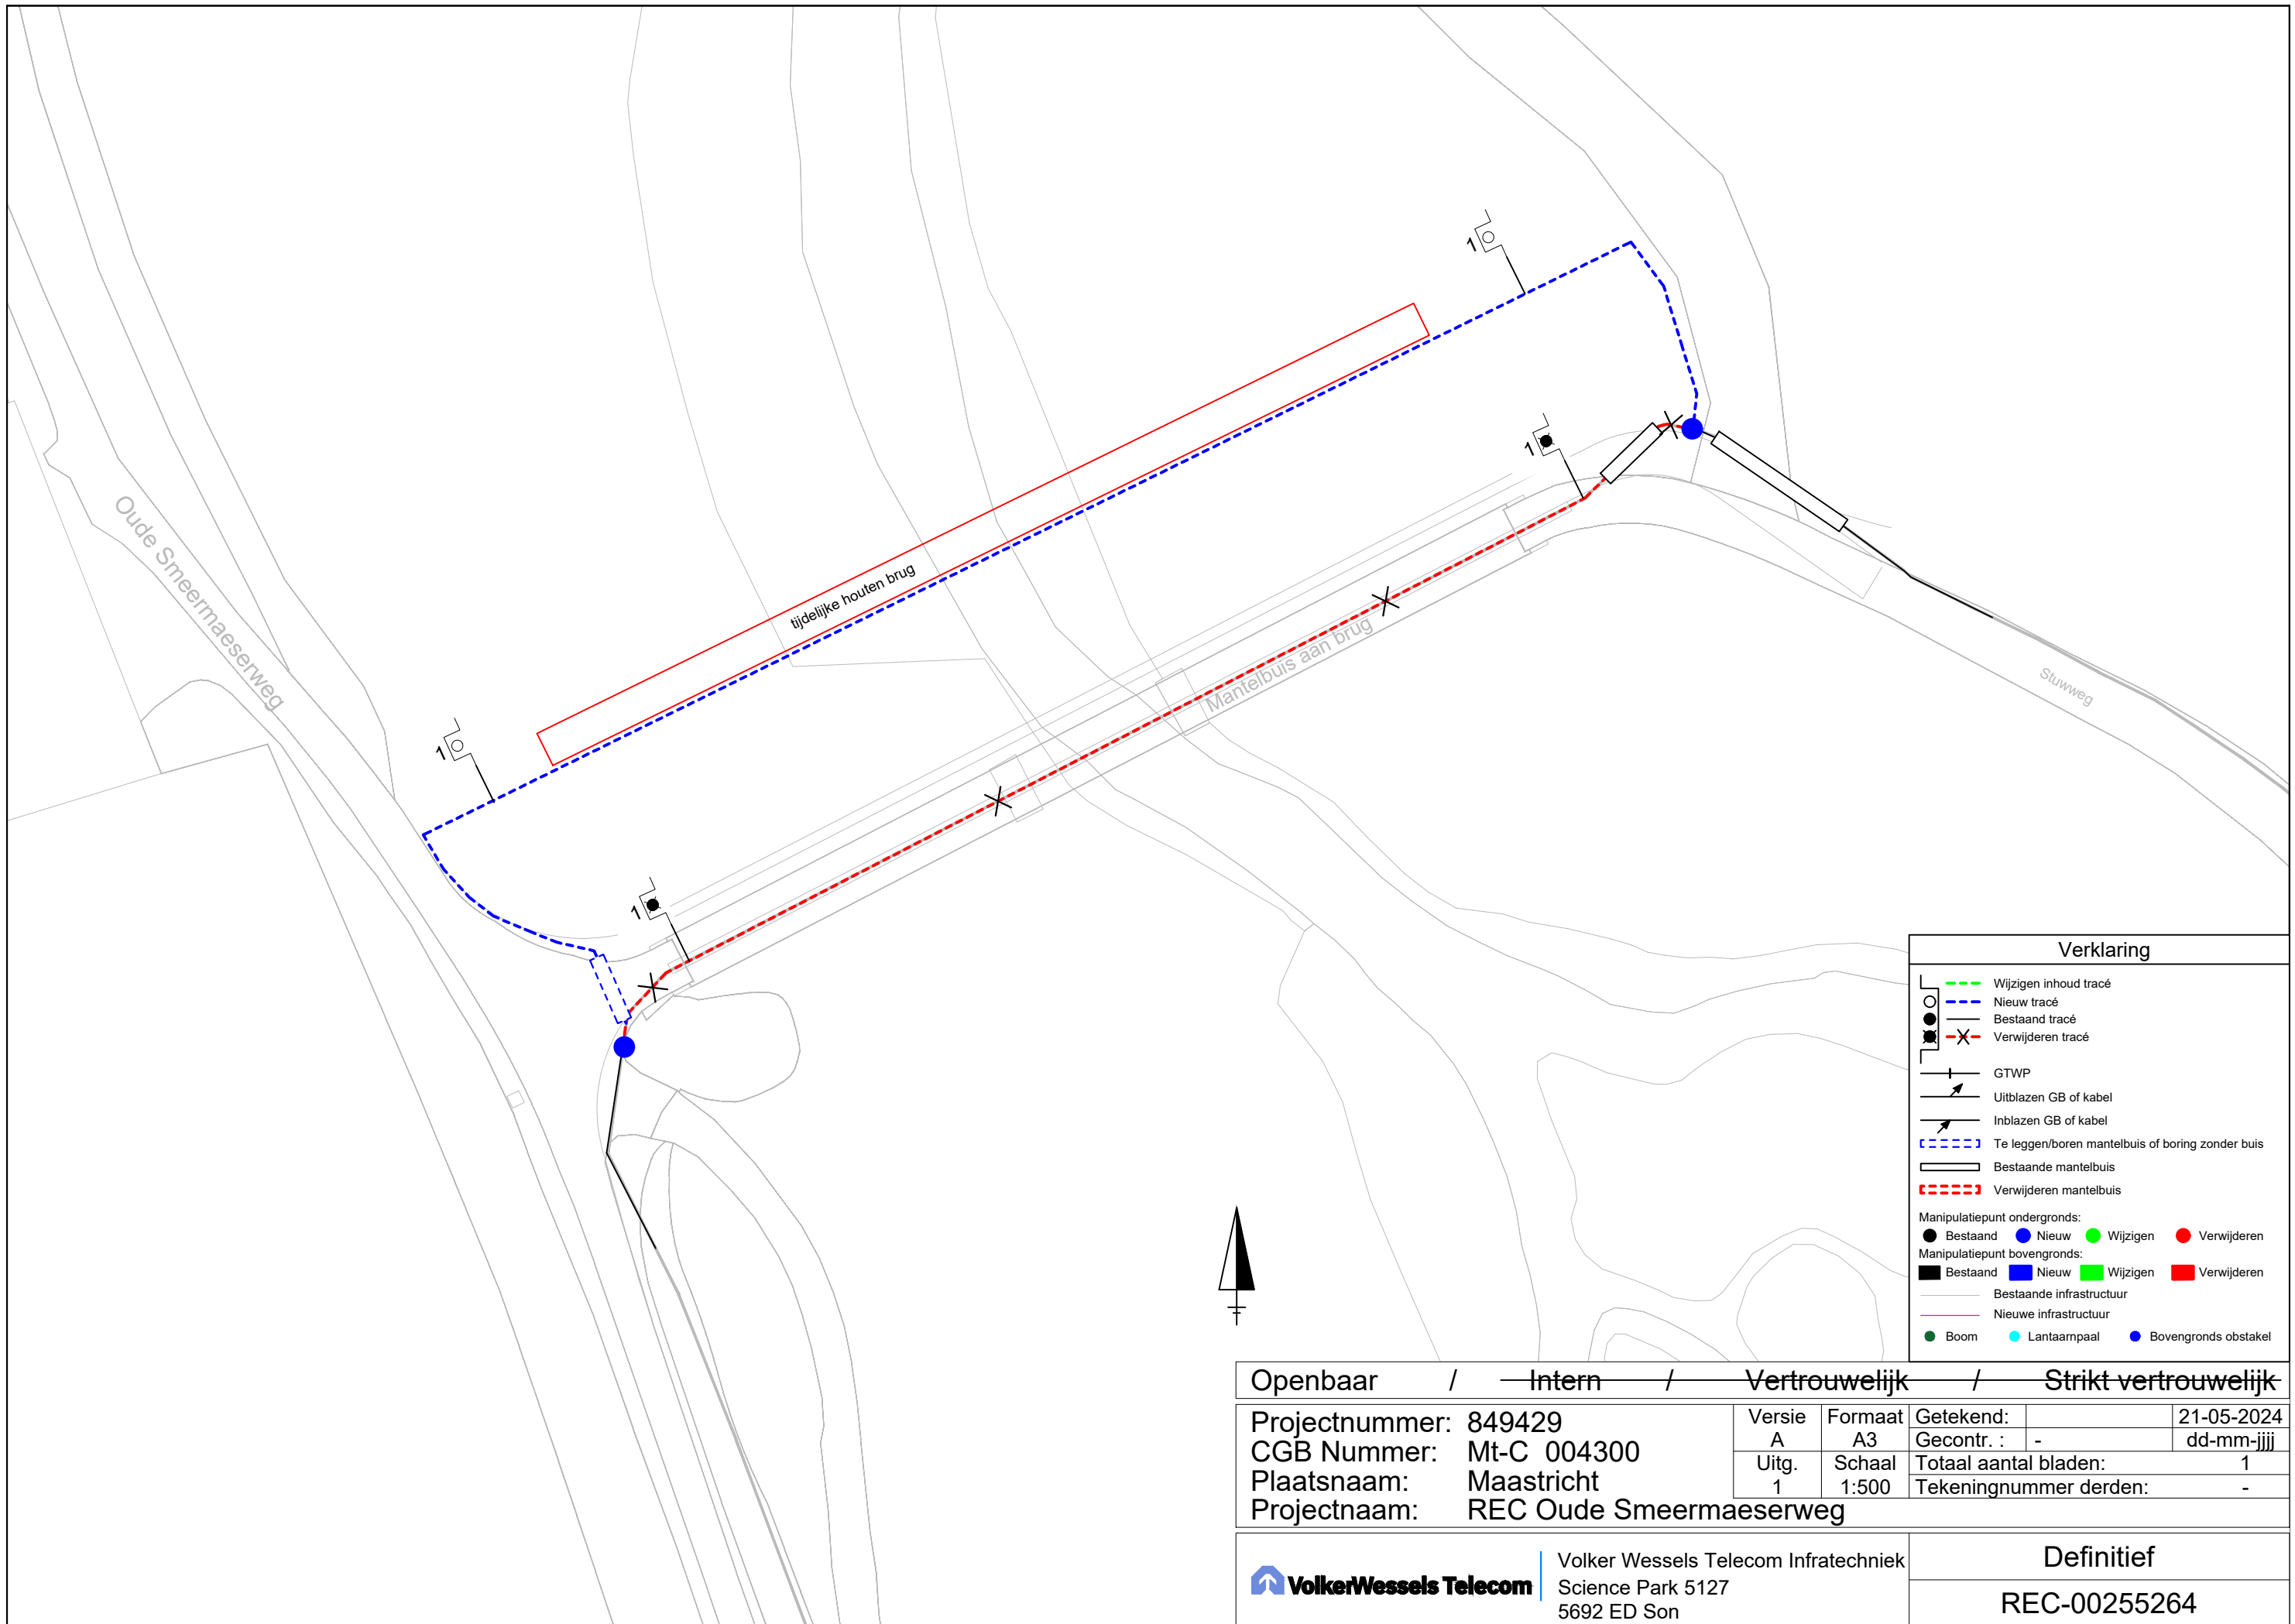 1
1
Oude Smeermaeserweg
tijdelijke houten brug
Mantelbuis aan brug
Stuwweg
1
1
Verklaring
Wijzigen inhoud tracé
Nieuw tracé
Bestaand tracé
Verwijderen tracé
GTWP
Uitblazen GB of kabel
Inblazen GB of kabel
Te leggen/boren mantelbuis of boring zonder buis
Bestaande mantelbuis
Verwijderen mantelbuis
Manipulatiepunt ondergronds:
Bestaand Nieuw Wijzigen Verwijderen
Manipulatiepunt bovengronds:
Bestaand Nieuw Wijzigen Verwijderen
Bestaande infrastructuur
Nieuwe infrastructuur
Boom Lantaarnpaal Bovengronds obstakel
Openbaar / Intern / Vertrouwelijk / Strikt vertrouwelijk
Projectnummer: 849429
CGB Nummer: Mt-C 004300
Plaatsnaam: Maastricht
Projectnaam: REC Oude Smeermaeserweg
Versie Formaat Getekend: 21-05-2024
A A3 Gecontr. : - dd-mm-jjjj
Uitg. Schaal Totaal aantal bladen: 1
1 1:500 Tekeningnummer derden: -
VolkerWessels Telecom
Volker Wessels Telecom Infratechniek
Science Park 5127
5692 ED Son
Definitief
REC-00255264